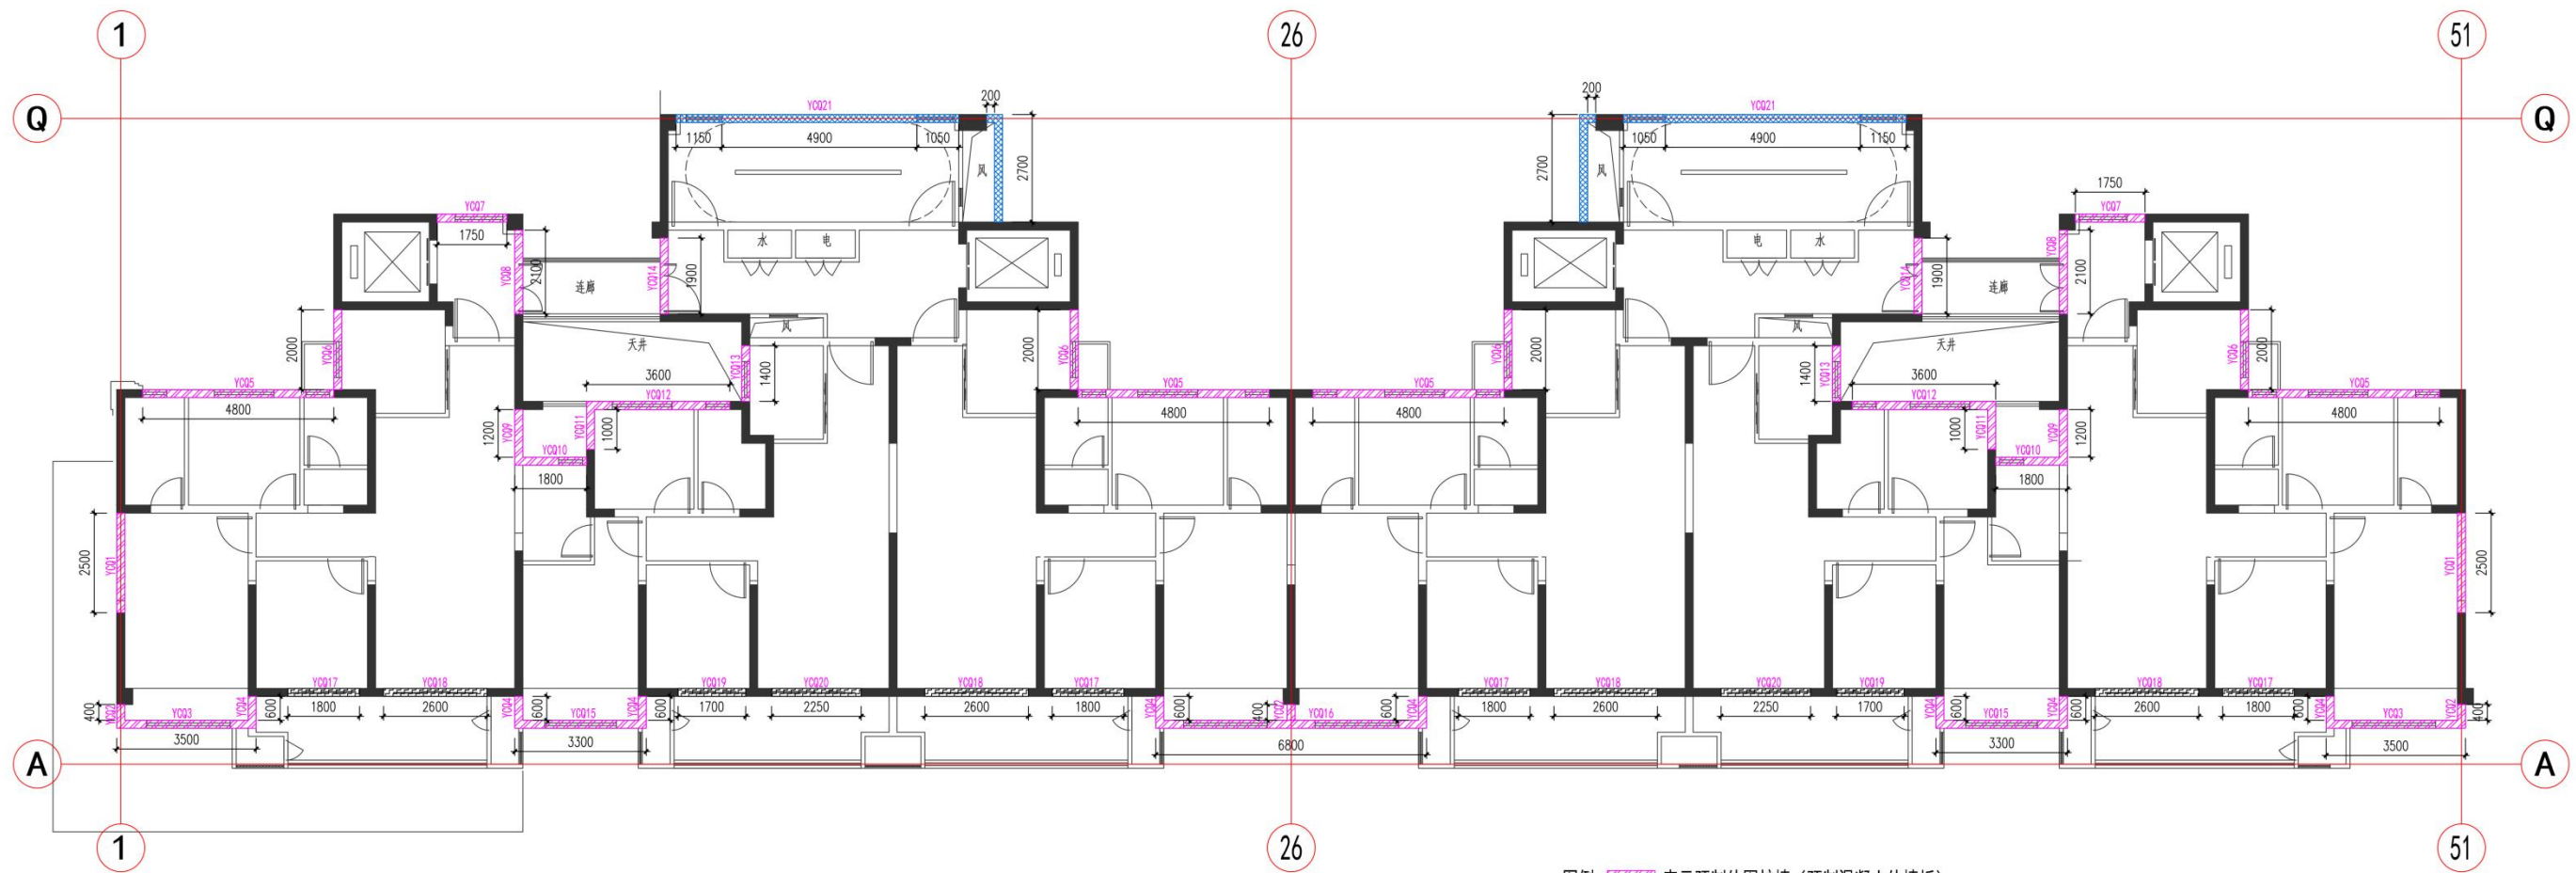 1 26 51
Q Q
200 YCQ21 200 YCQ21
1150 4900 1050 风 2700 2700 风 1050 4900 1150
YCQ7 1750 1750 YCQ7
水 电 电 水
YCQ8 2100 连廊 YCQ14 1900 YCQ14 1900 连廊 YCQ8 2100
风 风
2000 YCQ6 天井 YCQ13 1400 2000 YCQ6 YCQ6 2000 1400 YCQ13 天井 YCQ6 2000
3600 3600
YCQ5 YCQ12 YCQ5 YCQ5 YCQ12 YCQ5
4800 1200 YCQ9 YCQ11 1000 4800 4800 1000 YCQ11 YCQ9 1200 4800
YCQ10 YCQ10
1800 1800
2500 YCQ1 YCQ1 2500
YCQ17 YCQ18 YCQ19 YCQ20 YCQ18 YCQ17 YCQ17 YCQ18 YCQ20 YCQ19 YCQ18 YCQ17
400 YCQ2 YCQ3 YCQ4 600 1800 2600 YCQ4 600 YCQ15 YCQ4 600 1700 2250 2600 1800 YCQ4 600 400 YCQ2 YCQ16 600 YCQ4 1800 2600 2250 1700 YCQ4 600 YCQ15 YCQ4 600 2600 1800 600 YCQ4 YCQ3 YCQ2 400
3500 3300 6800 3300 3500
A A
1 26 51